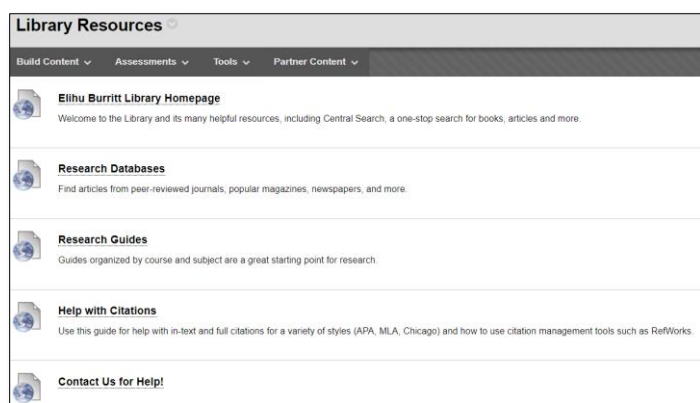 Library Resources
Build Content Assessments Tools Partner Content
Elihu Burritt Library Homepage
Welcome to the Library and its many helpful resources, including Central Search, a one-stop search for books, articles and more.
Research Databases
Find articles from peer-reviewed journals, popular magazines, newspapers, and more.
Research Guides
Guides organized by course and subject are a great starting point for research.
Help with Citations
Use this guide for help with in-text and full citations for a variety of styles (APA, MLA, Chicago) and how to use citation management tools such as RefWorks.
Contact Us for Help!